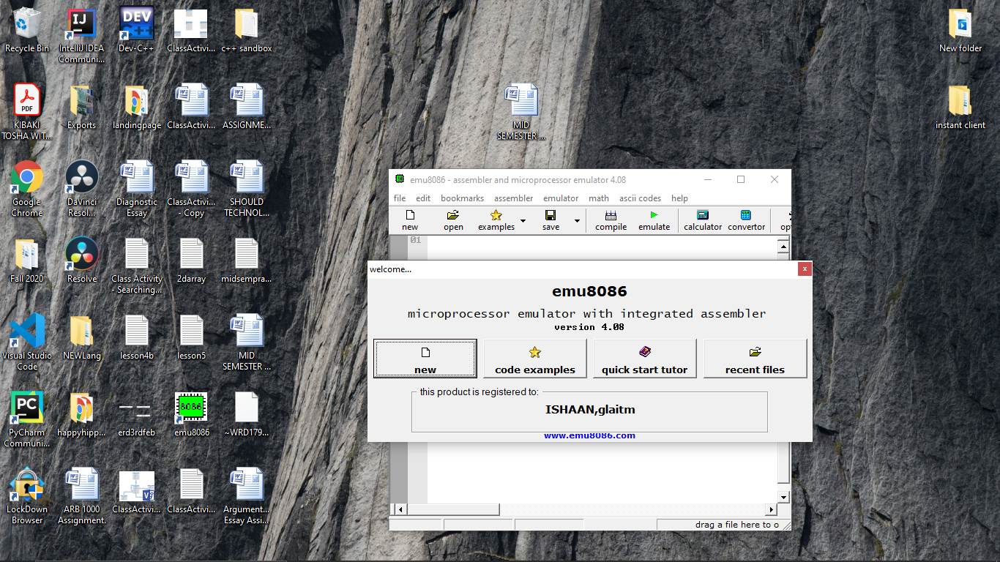 Recycle Bin
IntelliJ IDEA
Communi...
Dev-C++
ClassActivi...
c++ sandbox
New folder
KIBAKI
TOSHA WIT...
Exports
landingpage
ClassActivi...
ASSIGNME...
MID
SEMESTER ...
instant client
Google
Chrome
DaVinci
Resol...
Diagnostic
Essay
ClassActivi...
- Copy
SHOULD
TECHNOL...
Fall 2020
Resolve
Class Activity
- Searching...
2darray
midsempra...
Visual Studio
Code
NEWLang
lesson4b
lesson5
MID
SEMESTER ...
PyCharm
Communi...
happyhipp...
erd3rdfeb
emu8086
~WRD179...
LockDown
Browser
ARB 1000
Assignment.
ClassActivi...
ClassActivi...
Argument...
Essay Assi...
IJ
DEV
C++
PDF
PC
8086
emu8086 - assembler and microprocessor emulator 4.08
file edit bookmarks assembler emulator math ascii codes help
new open examples save compile emulate calculator convertor opt
01
welcome...
emu8086
microprocessor emulator with integrated assembler
version 4.08
new
code examples
quick start tutor
recent files
this product is registered to:
ISHAAN,glaitm
www.emu8086.com
drag a file here to o